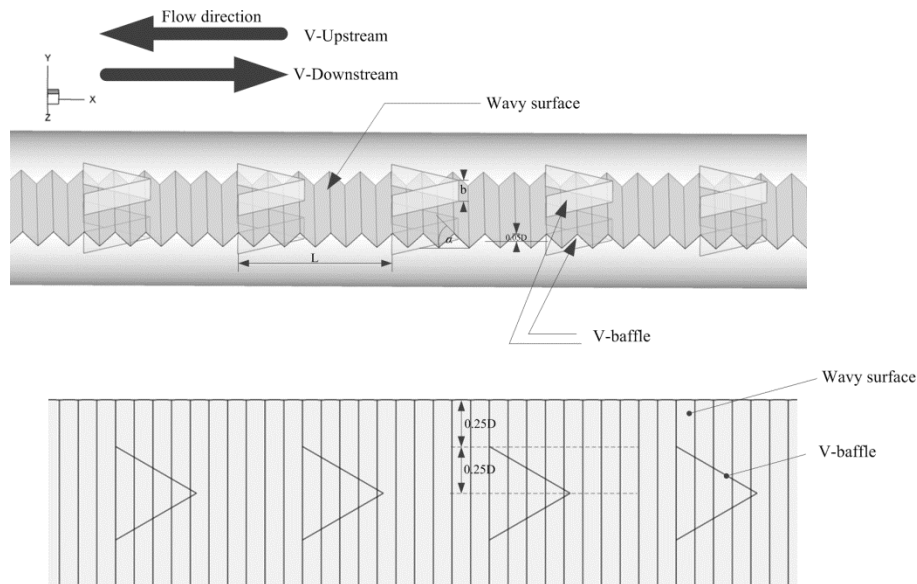 Flow direction
V-Upstream
V-Downstream
Y
X
Z
Wavy surface
b
α
0.05D
L
V-baffle
Wavy surface
0.25D
V-baffle
0.25D